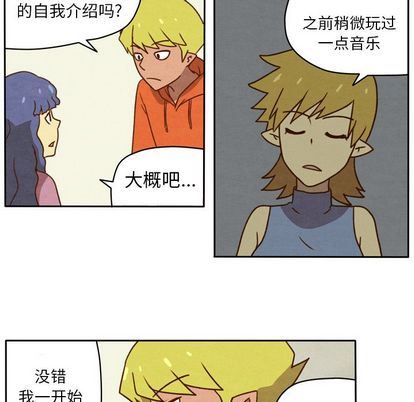 的自我介绍吗?
大概吧...
之前稍微玩过
一点音乐
没错
我一开始